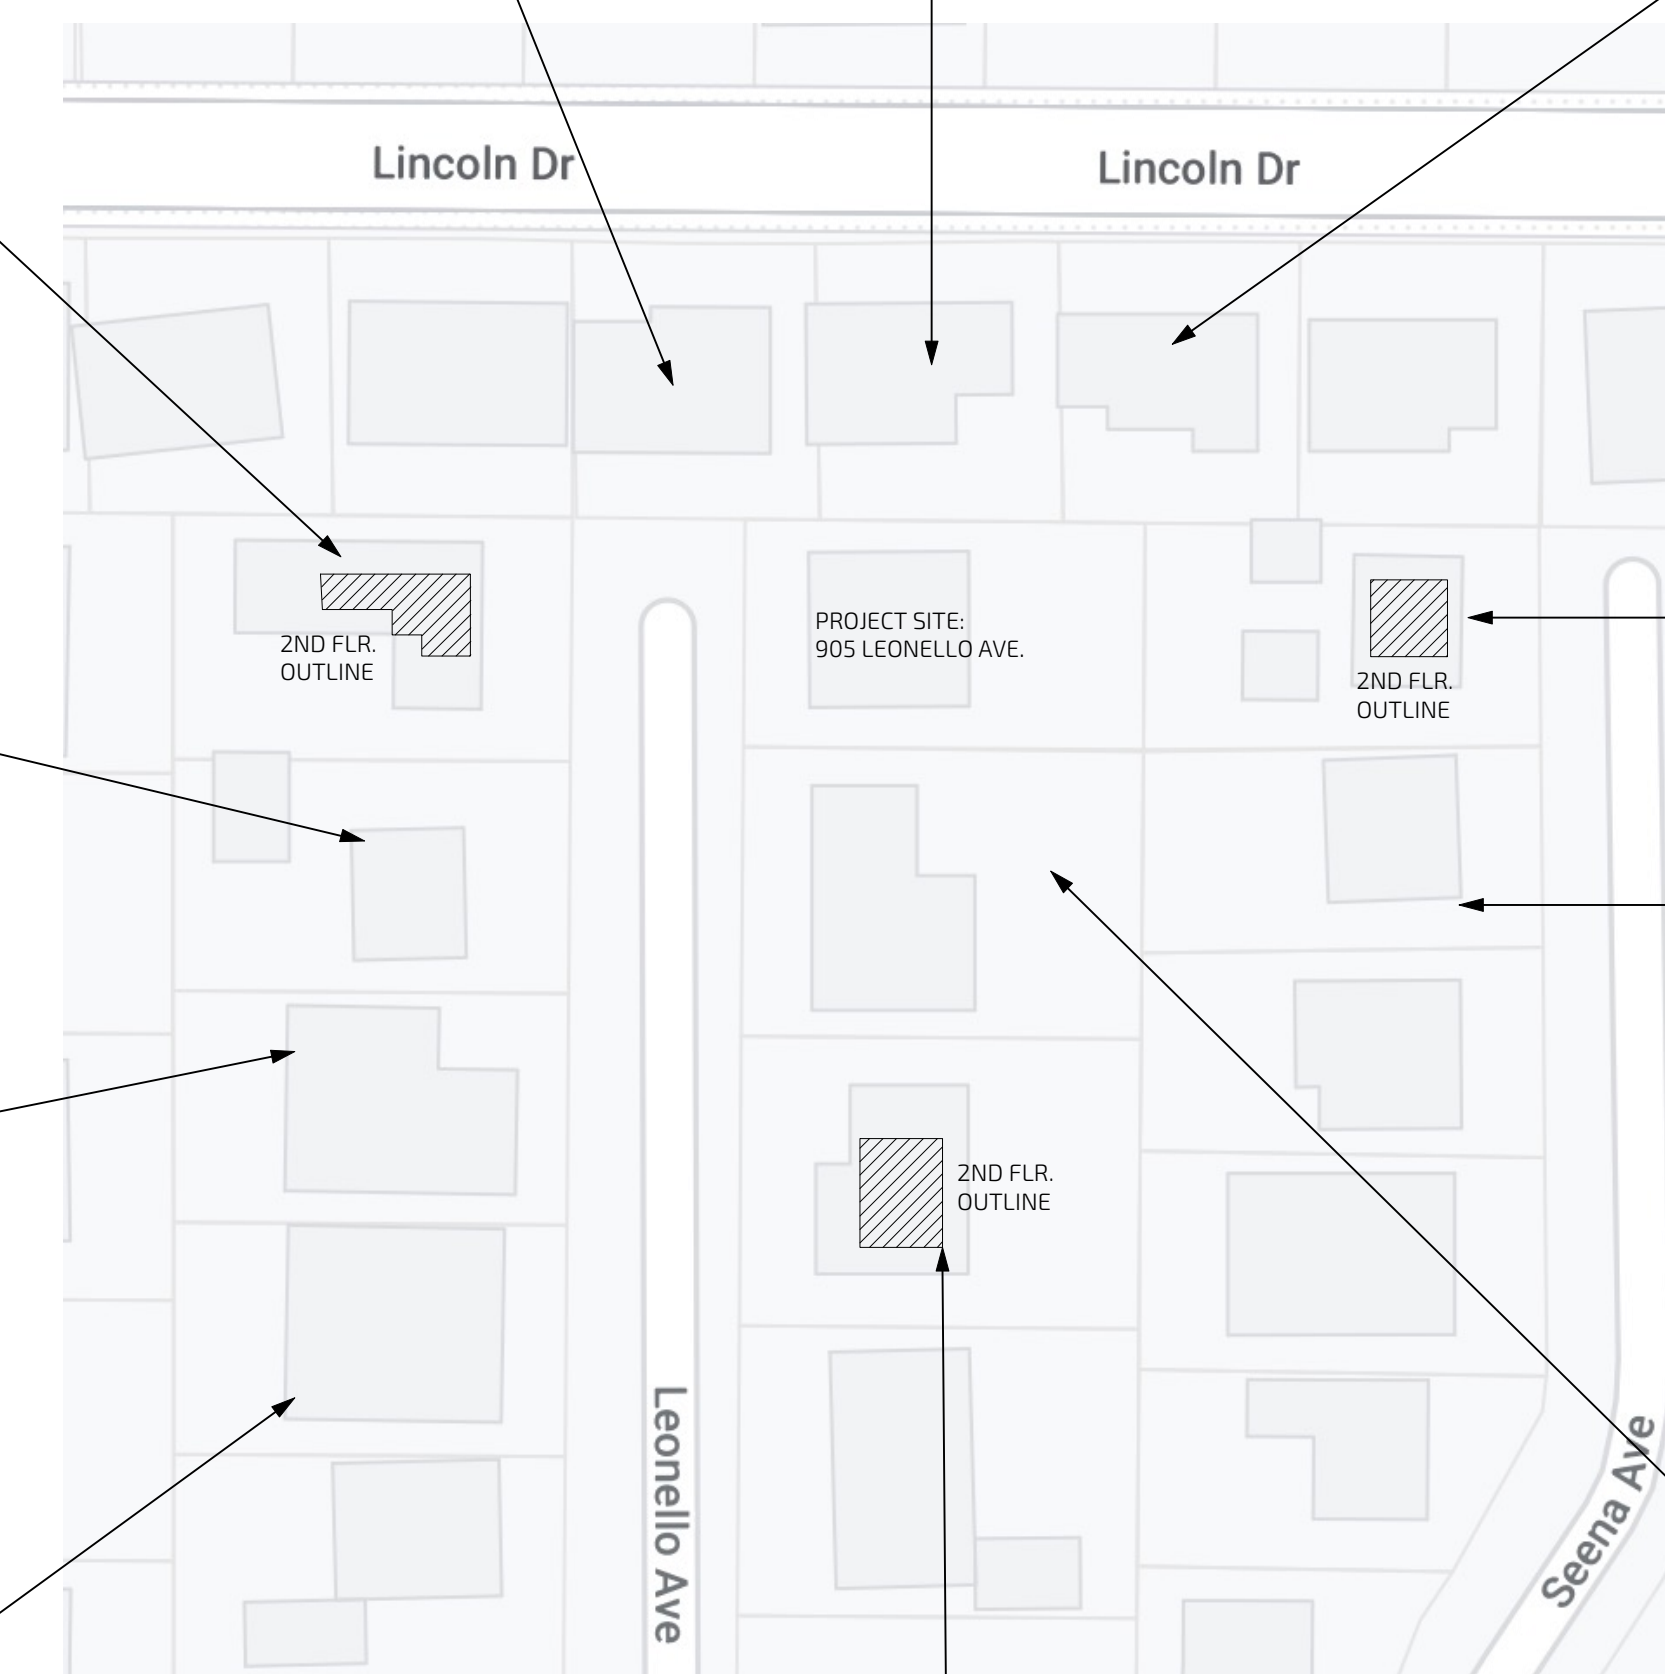 Lincoln Dr
Lincoln Dr
2ND FLR.
OUTLINE
PROJECT SITE:
905 LEONELLO AVE.
2ND FLR.
OUTLINE
2ND FLR.
OUTLINE
Leonello Ave
Seena Ave